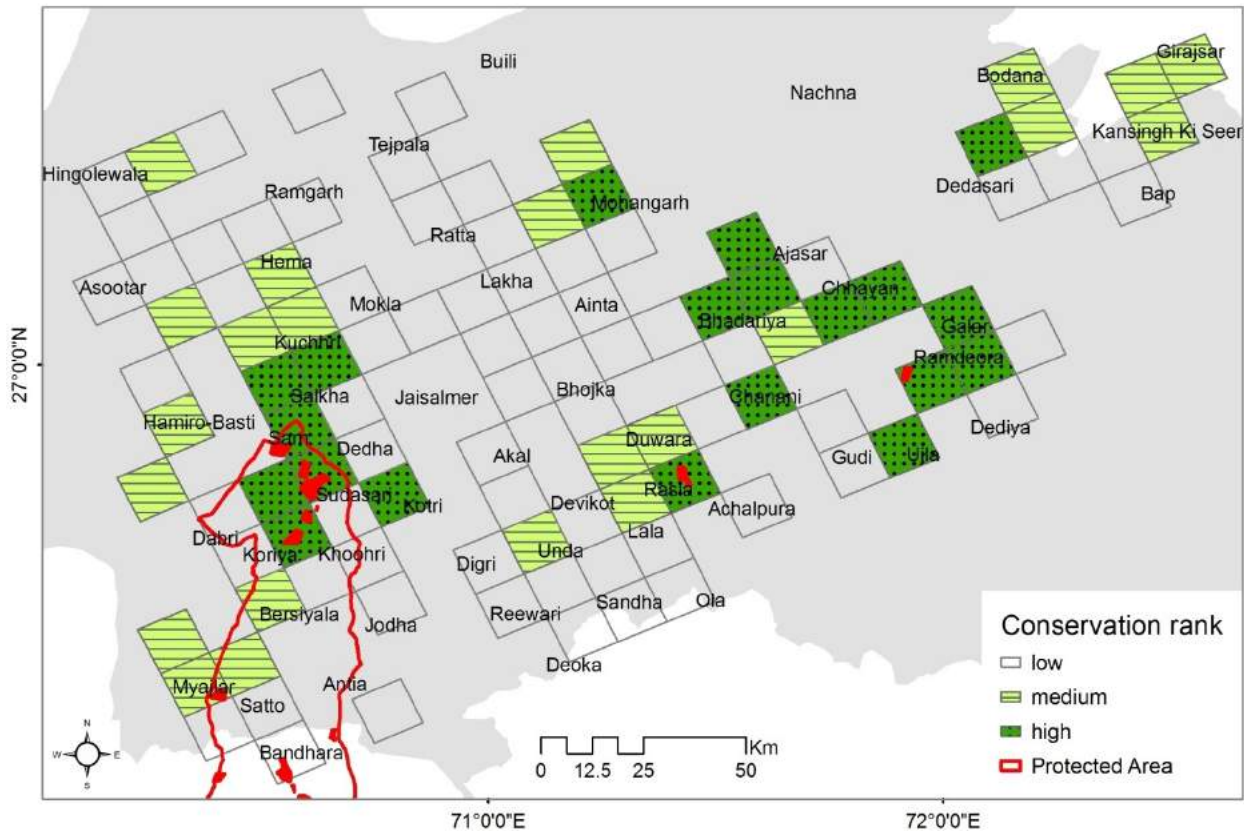 Buili
Girajsar
Bodana
Nachna
Kansingh Ki Seer
Tejpala
Hingolewala
Dedasari
Bap
Ramgarh
Mohangarh
Ratta
Ajasar
Hema
Lakha
Asootar
Chhayan
Mokla
Ainta
Bhadariya
Galar
Kuchhri
Ramdeora
27°0'0"N
Bhojka
Salkha
Jaisalmer
Charani
Hamiro-Basti
Dediya
Sam
Dedha
Duwara
Akal
Gudi
Ujla
Sudasari
Rasla
Kotri
Devikot
Achalpura
Lala
Dabri
Koriya
Khoohri
Unda
Digri
Bersiyala
Reewari
Sandha
Ola
Jodha
Deoka
Myajlar
Antia
Satto
Bandhara
N
W
E
S
Km
0
12.5
25
50
Conservation rank
low
medium
high
Protected Area
71°0'0"E
72°0'0"E